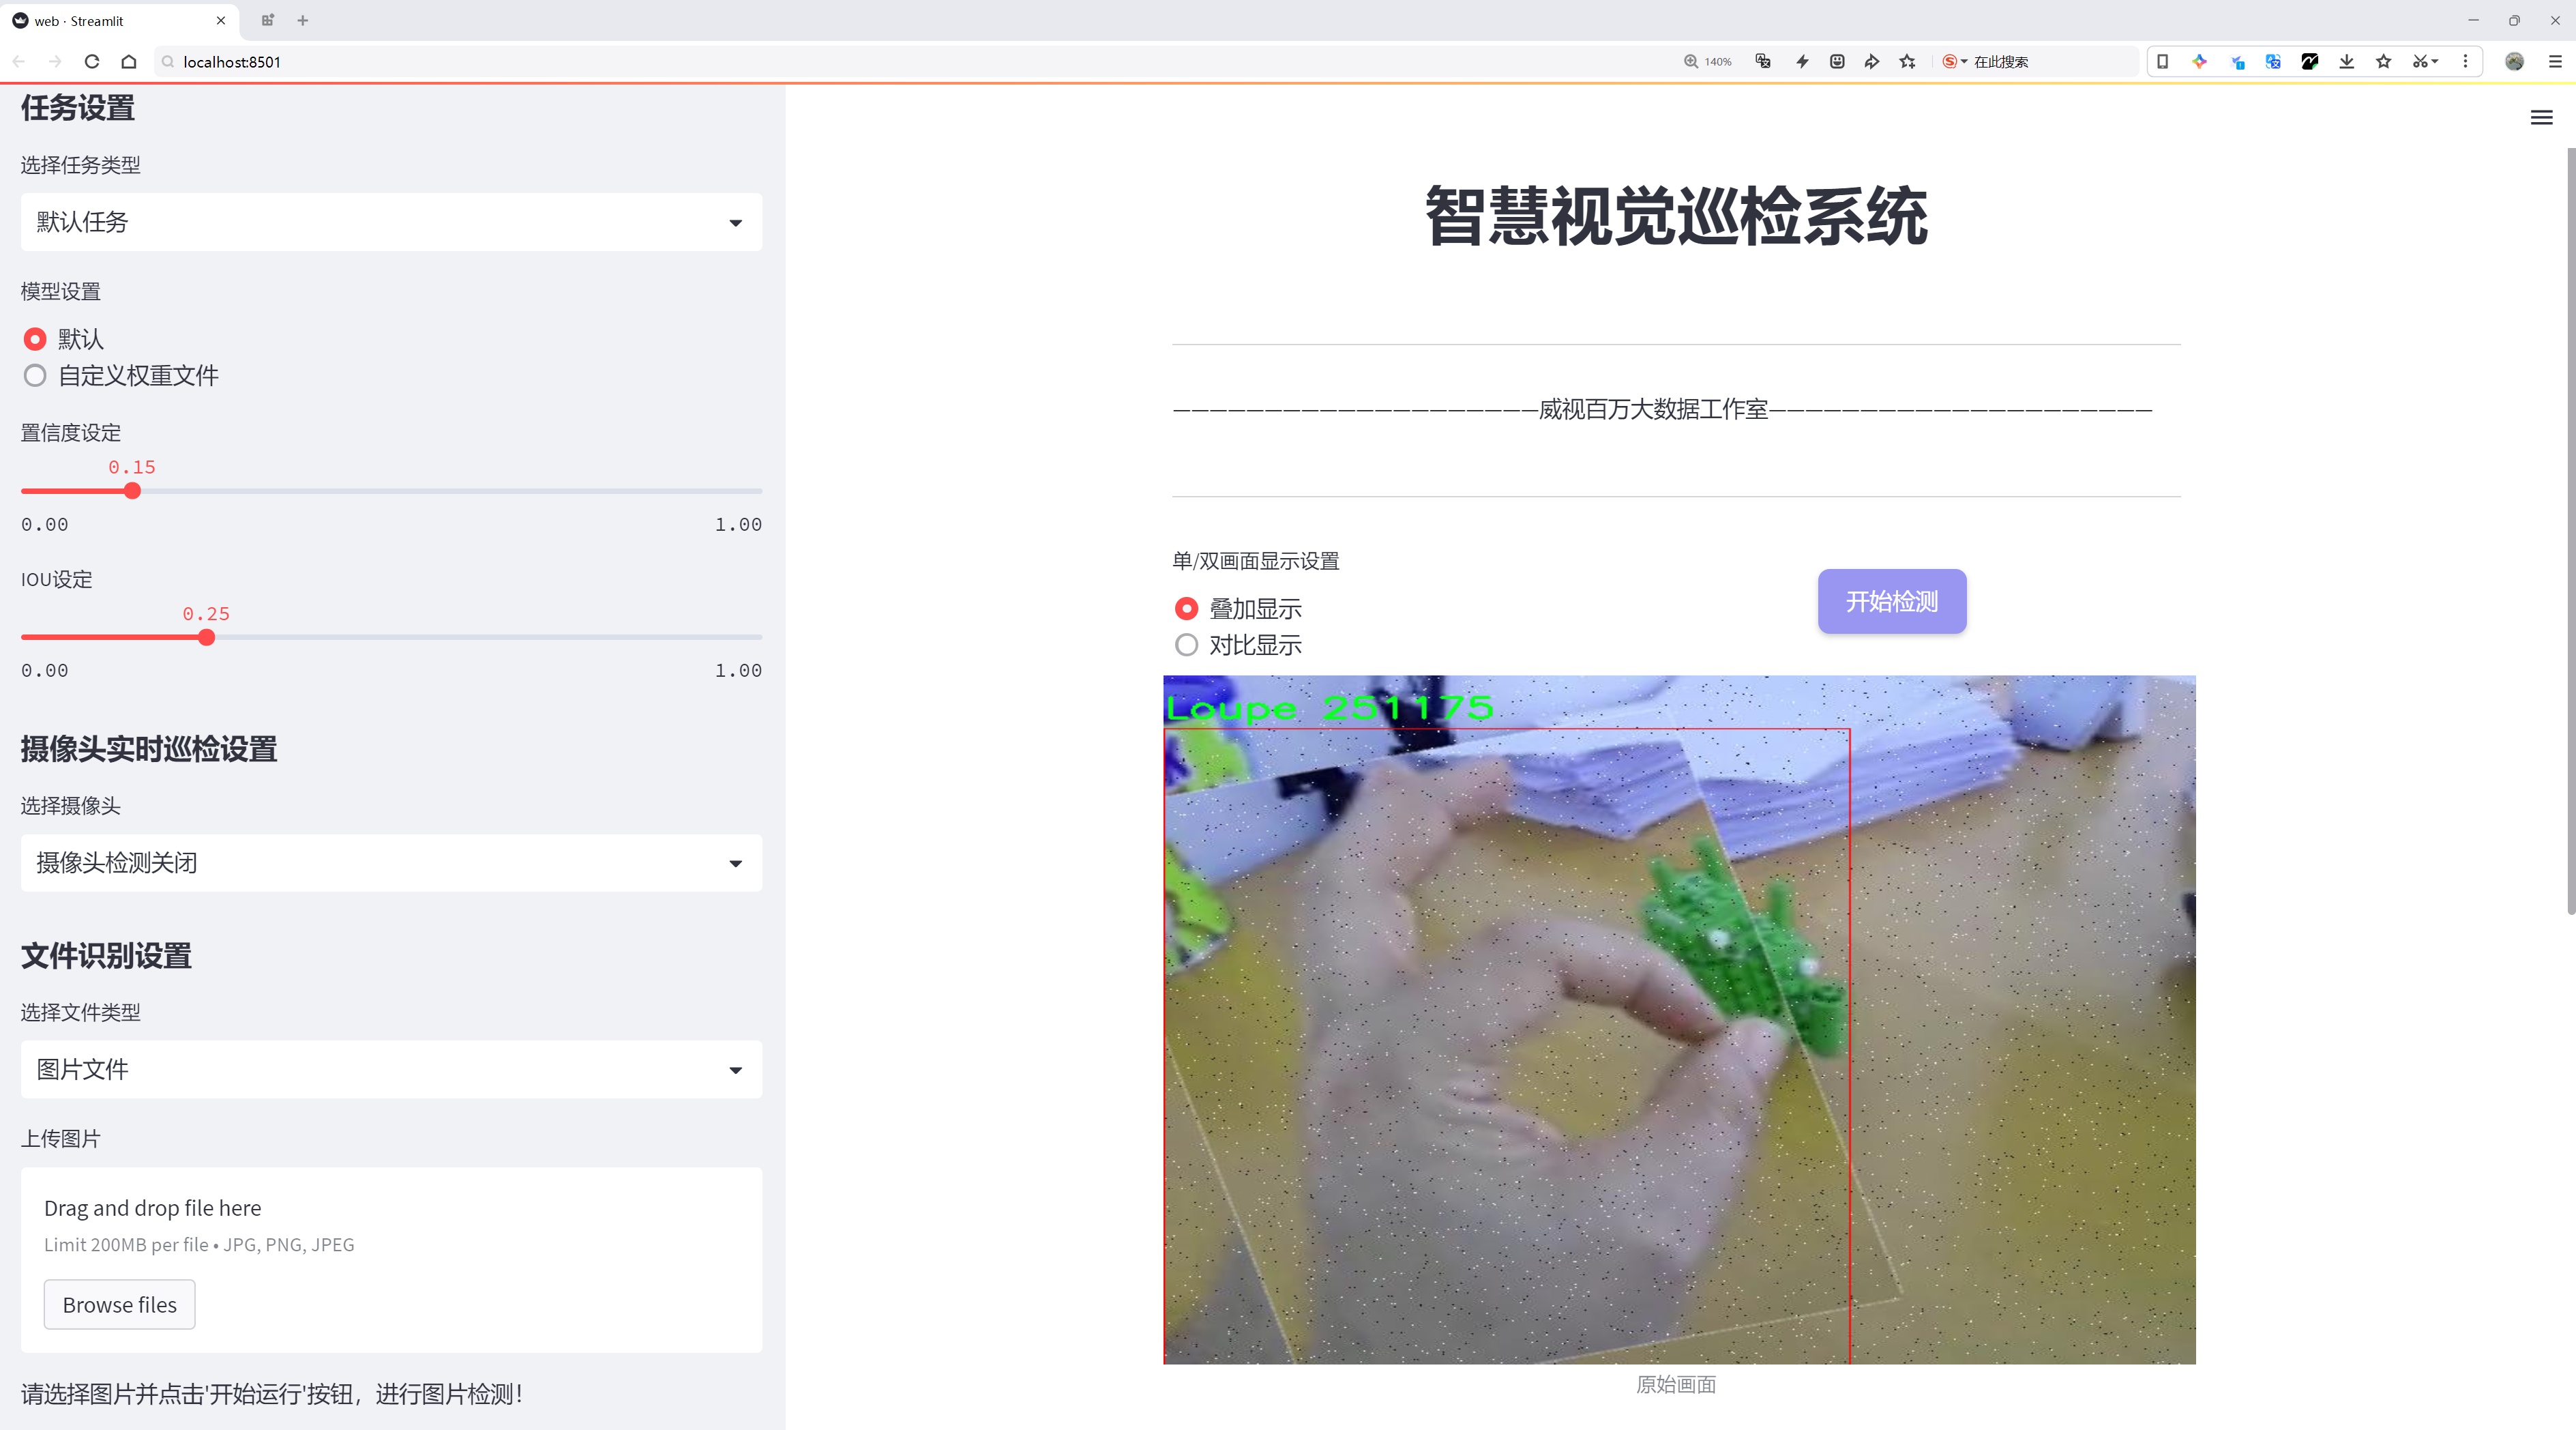 web · Streamlit
localhost:8501
140%
在此搜索
任务设置
选择任务类型
默认任务
模型设置
默认
自定义权重文件
置信度设定
0.15
0.00
1.00
IOU设定
0.25
0.00
1.00
摄像头实时巡检设置
选择摄像头
摄像头检测关闭
文件识别设置
选择文件类型
图片文件
上传图片
Drag and drop file here
Limit 200MB per file • JPG, PNG, JPEG
Browse files
请选择图片并点击'开始运行'按钮，进行图片检测！
智慧视觉巡检系统
————————————————————威视百万大数据工作室—————————————————————
单/双画面显示设置
叠加显示
对比显示
开始检测
Loupe 251175
原始画面